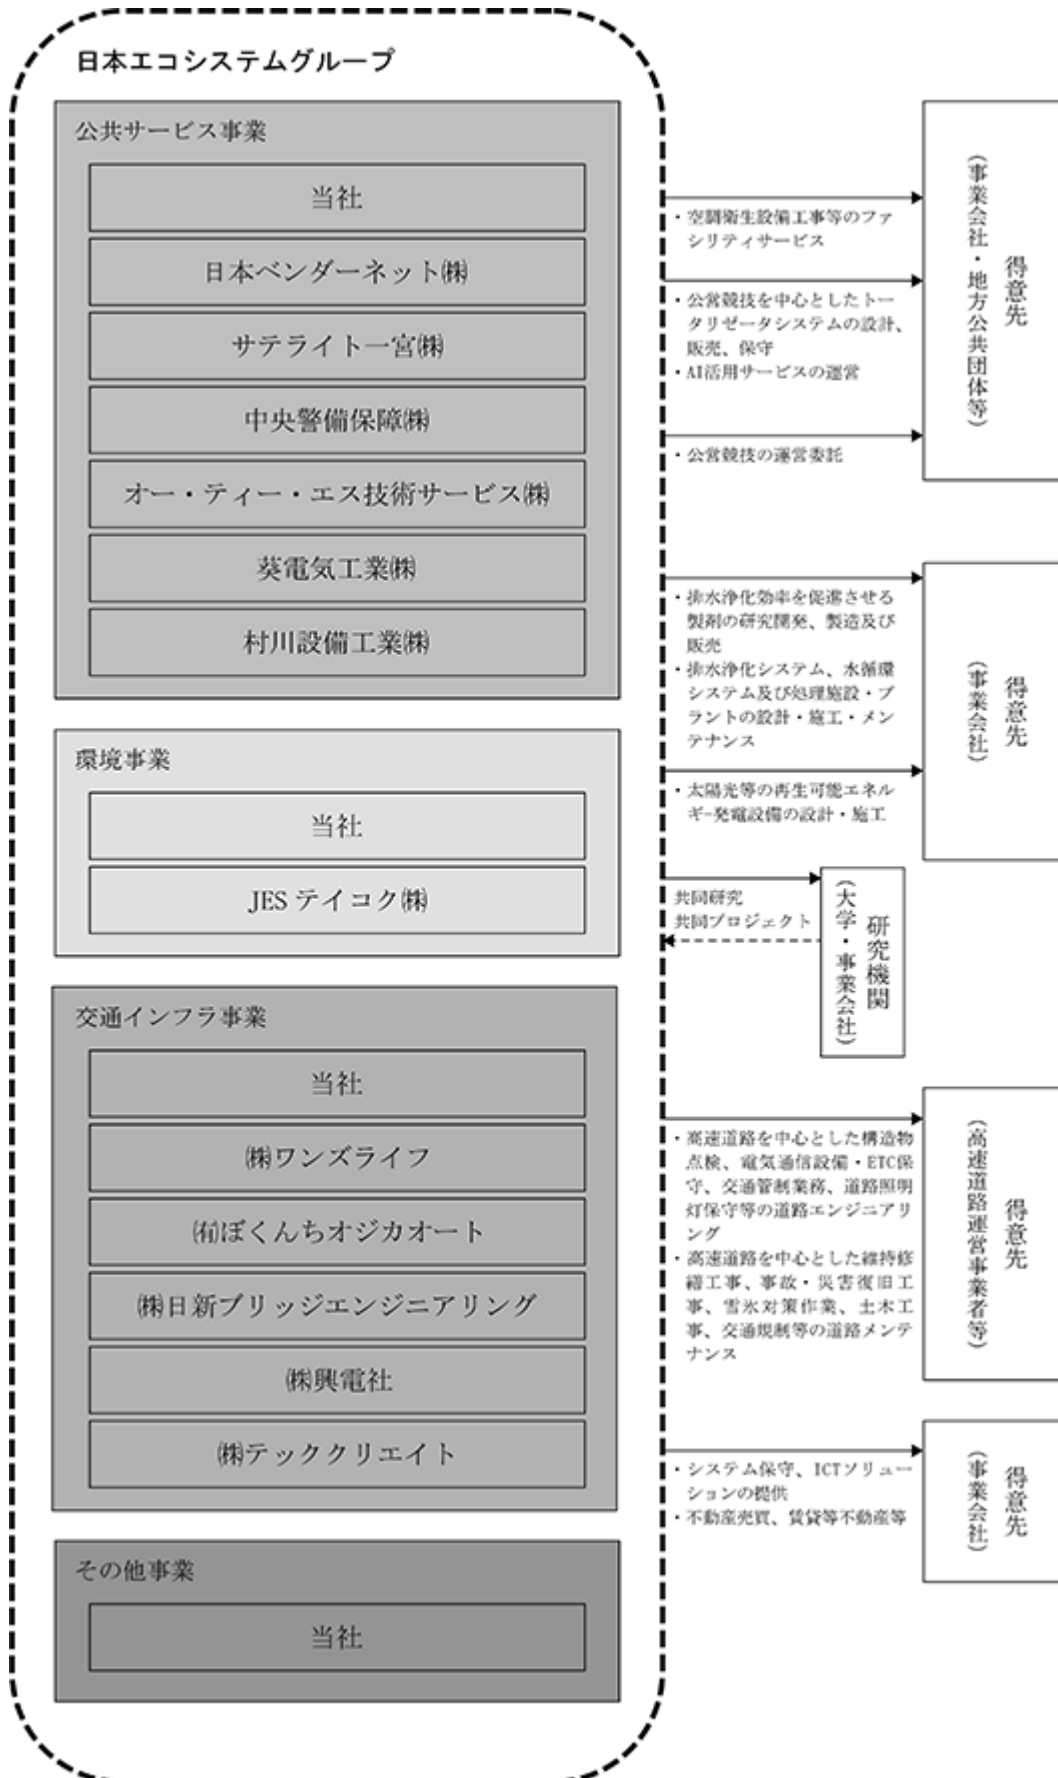 日本エコシステムグループ
公共サービス事業
当社
日本ベンダーネット㈱
サテライト一宮㈱
中央警備保障㈱
オー・ティー・エス技術サービス㈱
葵電気工業㈱
村川設備工業㈱
・空調衛生設備工事等のファ
シリティサービス
・公営競技を中心としたトー
タリゼータシステムの設計、
販売、保守
・AI活用サービスの運営
・公営競技の運営委託
得意先
（事業会社・地方公共団体等）
環境事業
当社
JES テイコク㈱
・排水浄化効率を促進させる
製剤の研究開発、製造及び
販売
・排水浄化システム、水循環
システム及び処理施設・プ
ラントの設計・施工・メン
テナンス
・太陽光等の再生可能エネル
ギｰ発電設備の設計・施工
得意先
（事業会社）
共同研究
共同プロジェクト
研究機関
（大学・事業会社）
交通インフラ事業
当社
㈱ワンズライフ
㈲ぼくんちオジカオート
㈱日新ブリッジエンジニアリング
㈱興電社
㈱テッククリエイト
・高速道路を中心とした構造物
点検、電気通信設備・ETC保
守、交通管制業務、道路照明
灯保守等の道路エンジニアリ
ング
・高速道路を中心とした維持修
繕工事、事故・災害復旧工
事、雪氷対策作業、土木工
事、交通規制等の道路メンテ
ナンス
得意先
（高速道路運営事業者等）
その他事業
当社
・システム保守、ICTソリュー
ションの提供
・不動産売買、賃貸等不動産等
得意先
（事業会社）